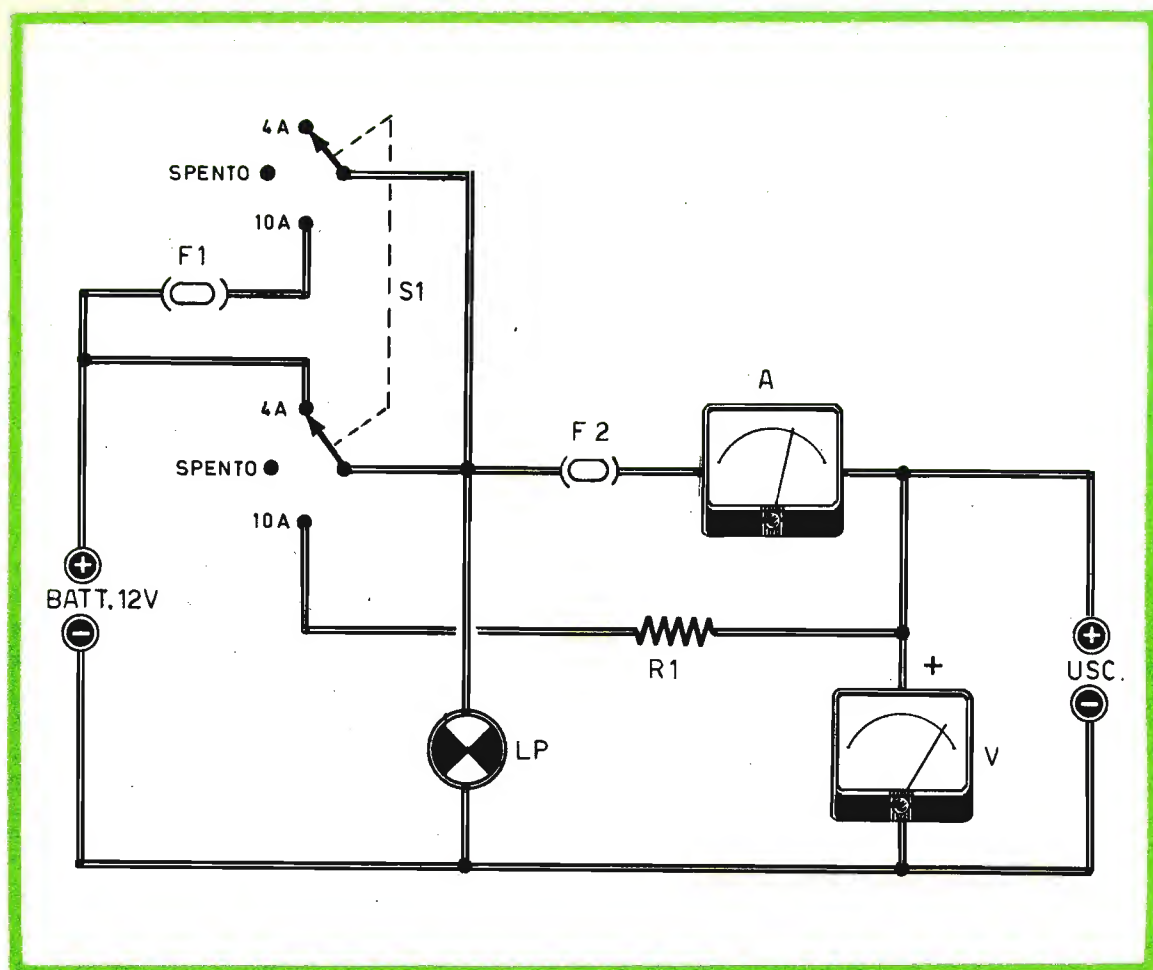 4A
SPENTO
10A
F1
S1
4A
A
F 2
SPENTO
10A
+
BATT. 12V
-
R1
+
+
USC.
-
LP
V